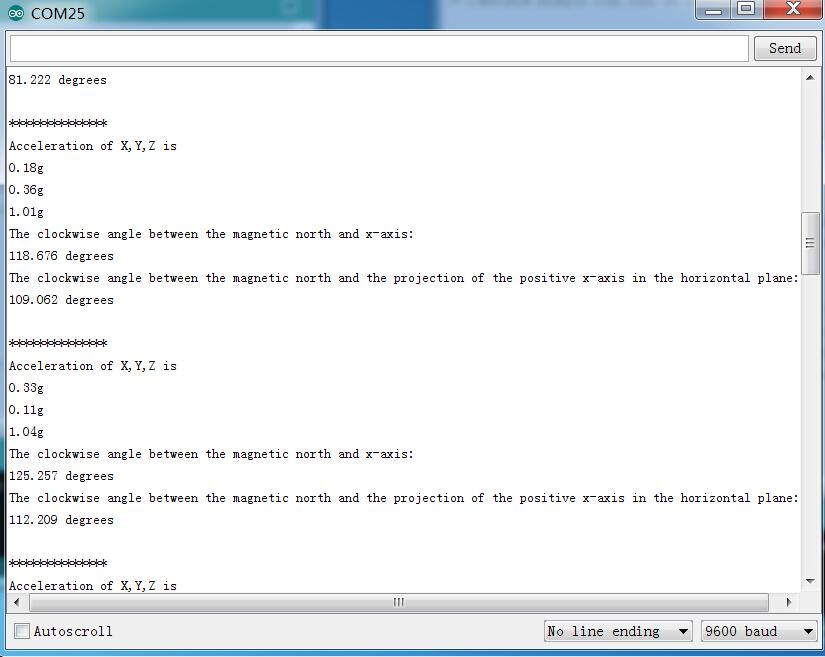 COM25
Send
81.222 degrees
**************
Acceleration of X,Y,Z is
0.18g
0.36g
1.01g
The clockwise angle between the magnetic north and x-axis:
118.676 degrees
The clockwise angle between the magnetic north and the projection of the positive x-axis in the horizontal plane:
109.062 degrees
**************
Acceleration of X,Y,Z is
0.33g
0.11g
1.04g
The clockwise angle between the magnetic north and x-axis:
125.257 degrees
The clockwise angle between the magnetic north and the projection of the positive x-axis in the horizontal plane:
112.209 degrees
**************
Acceleration of X,Y,Z is
Autoscroll
No line ending
9600 baud